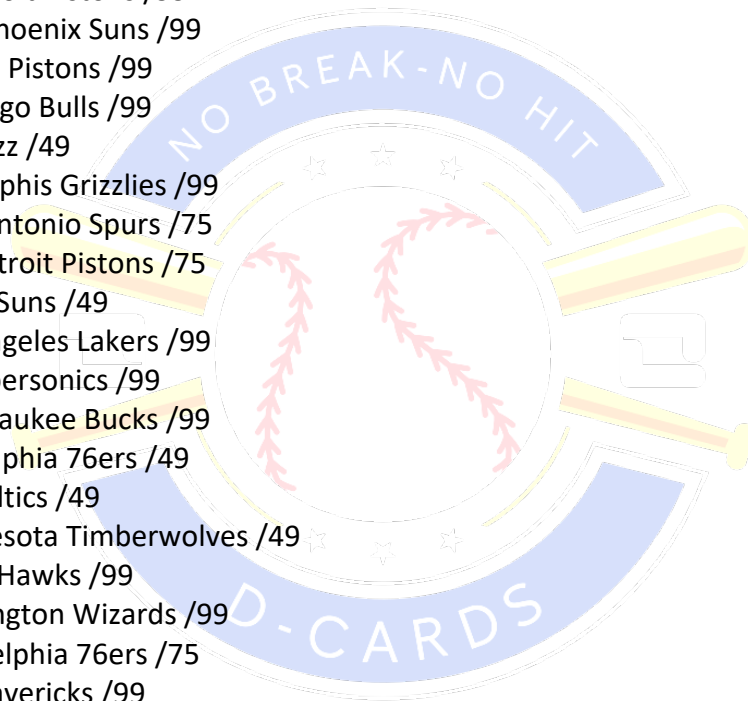 hoenix Suns /99
Pistons /99
go Bulls /99
zz /49
phis Grizzlies /99
ntonio Spurs /75
troit Pistons /75
Suns /49
geles Lakers /99
personics /99
aukee Bucks /99
phia 76ers /49
ltics /49
esota Timberwolves /49
Hawks /99
ngton Wizards /99
elphia 76ers /75
avericks /99
NO BREAK-NO HIT
D-CARDS